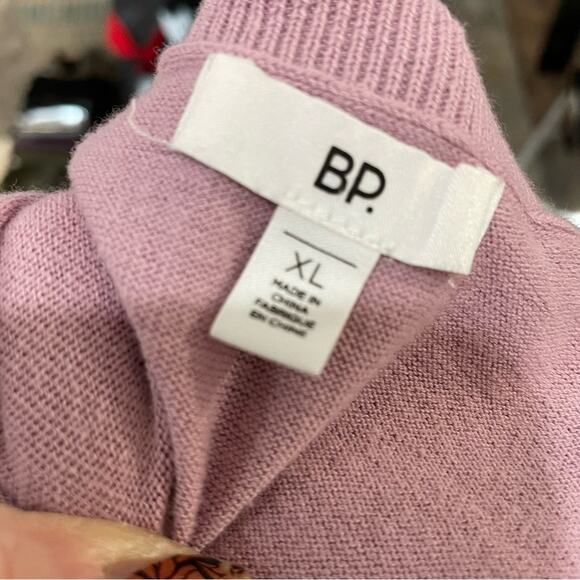 BP.
XL
MADE IN
CHINA
FABRIQUÉ
EN CHINE